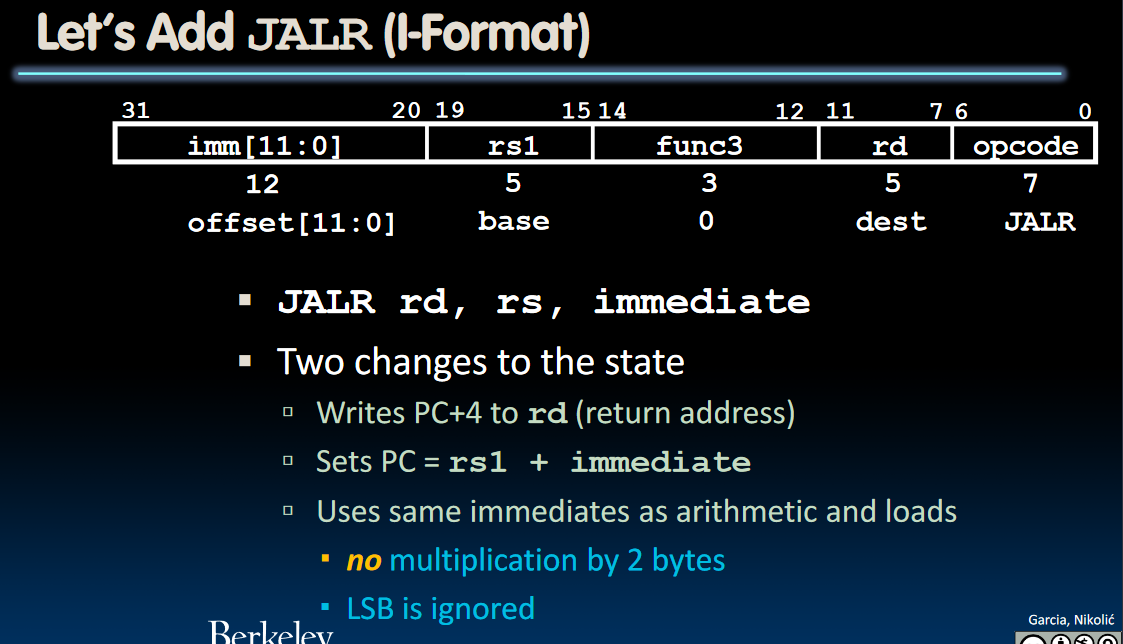 Let's Add JALR (I-Format)
31 20 19 15 14 12 11 7 6 0
imm[11:0] rs1 func3 rd opcode
12 5 3 5 7
offset[11:0] base 0 dest JALR
▪ JALR rd, rs, immediate
▪ Two changes to the state
▫ Writes PC+4 to rd (return address)
▫ Sets PC = rs1 + immediate
▫ Uses same immediates as arithmetic and loads
▪ no multiplication by 2 bytes
▪ LSB is ignored
Berkeley
Garcia, Nikolić